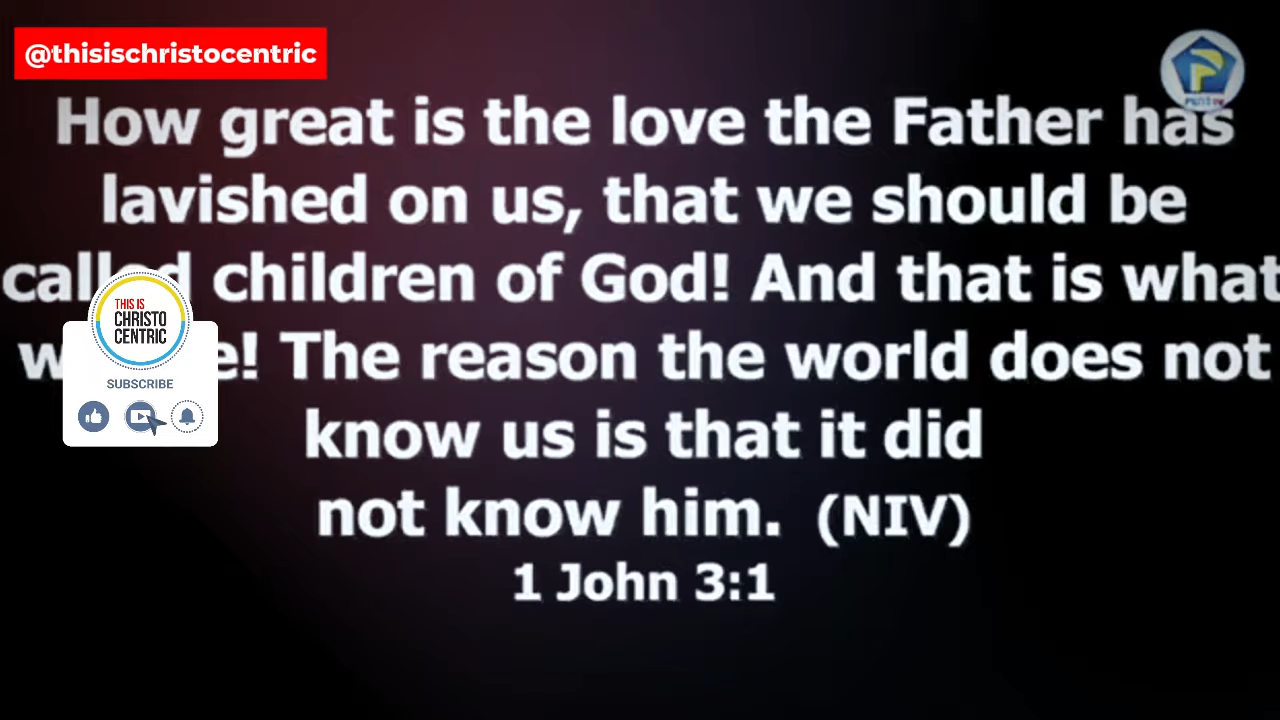 @thisischristocentric
How great is the love the Father has
lavished on us, that we should be
called children of God! And that is what
! The reason the world does not
know us is that it did
not know him. (NIV)
1 John 3:1
THIS IS
CHRISTO
CENTRIC
SUBSCRIBE